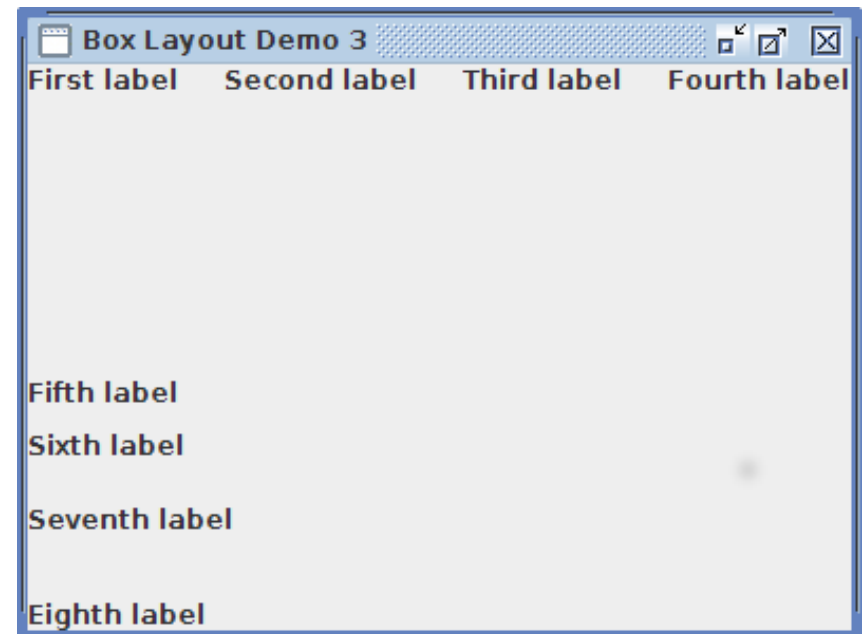 Box Layout Demo 3
First label Second label Third label Fourth label
Fifth label
Sixth label
Seventh label
Eighth label